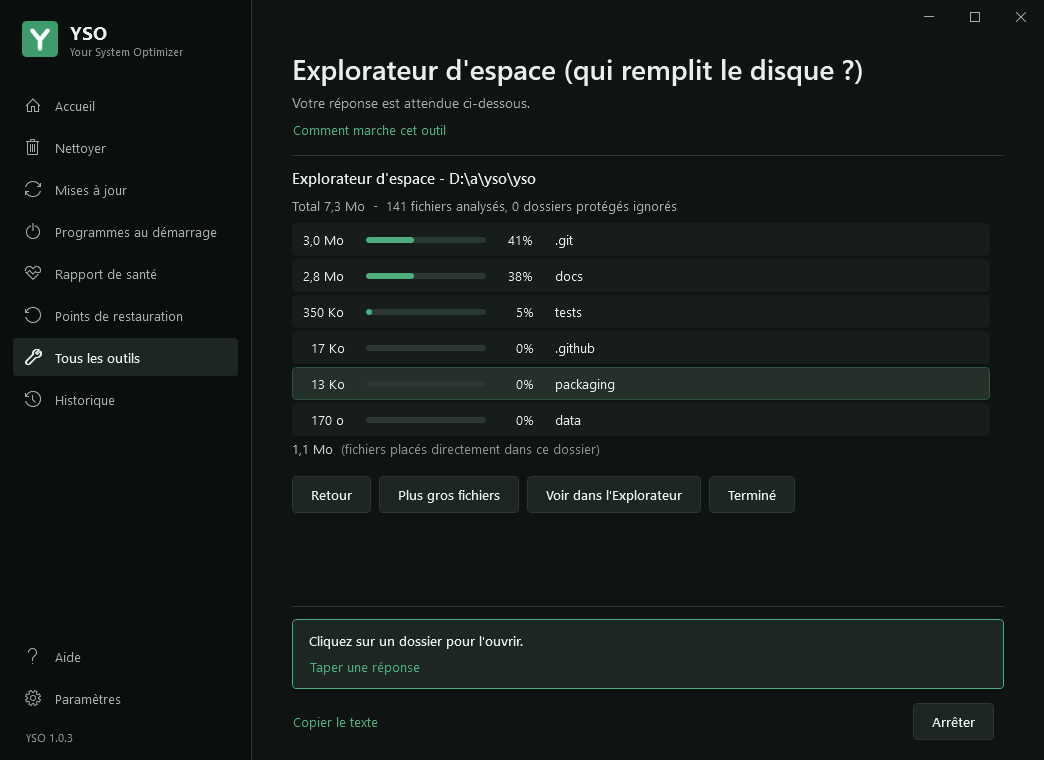 YSO
Your System Optimizer
Accueil
Nettoyer
Mises à jour
Programmes au démarrage
Rapport de santé
Points de restauration
Tous les outils
Historique
Aide
Paramètres
YSO 1.0.3
Explorateur d'espace (qui remplit le disque ?)
Votre réponse est attendue ci-dessous.
Comment marche cet outil
Explorateur d'espace - D:\a\yso\yso
Total 7,3 Mo - 141 fichiers analysés, 0 dossiers protégés ignorés
3,0 Mo 41% .git
2,8 Mo 38% docs
350 Ko 5% tests
17 Ko 0% .github
13 Ko 0% packaging
170 o 0% data
1,1 Mo (fichiers placés directement dans ce dossier)
Retour Plus gros fichiers Voir dans l'Explorateur Terminé
Cliquez sur un dossier pour l'ouvrir.
Taper une réponse
Copier le texte Arrêter